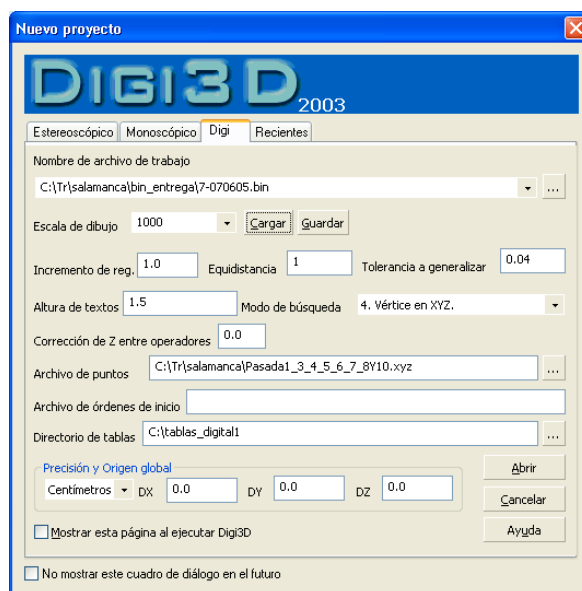 Nuevo proyecto
DIGI3D 2003
Estereoscópico Monoscópico Digi Recientes
Nombre de archivo de trabajo
C:\Tr\salamanca\bin_entrega\7-070605.bin ...
Escala de dibujo 1000 Cargar Guardar
Incremento de reg. 1.0 Equidistancia 1 Tolerancia a generalizar 0.04
Altura de textos 1.5 Modo de búsqueda 4. Vértice en XYZ.
Corrección de Z entre operadores 0.0
Archivo de puntos C:\Tr\salamanca\Pasada1_3_4_5_6_7_8Y10.xyz ...
Archivo de órdenes de inicio
Directorio de tablas C:\tablas_digital1 ...
Precisión y Origen global
Centímetros DX 0.0 DY 0.0 DZ 0.0
Abrir
Cancelar
Ayuda
Mostrar esta página al ejecutar Digi3D
No mostrar este cuadro de diálogo en el futuro